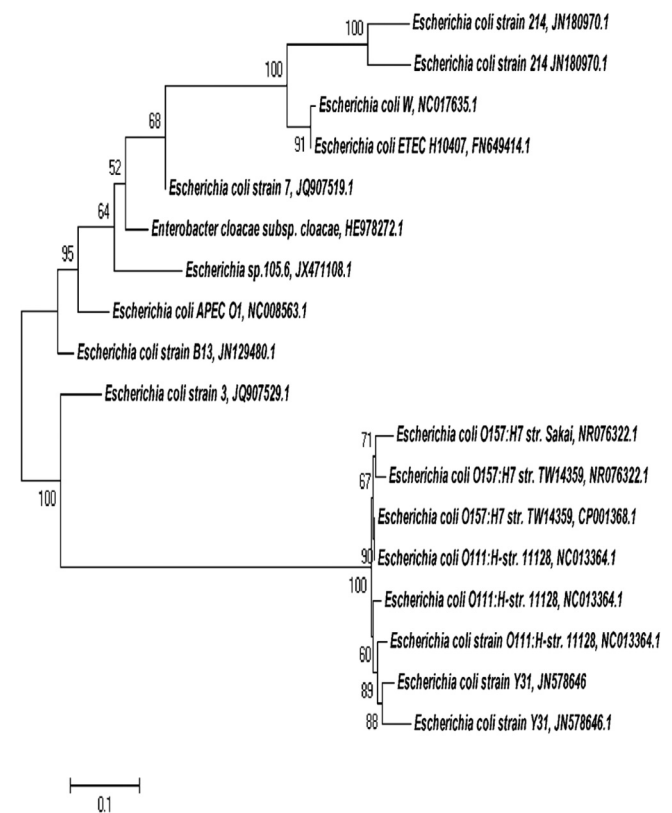 100
Escherichia coli strain 214, JN180970.1
100
Escherichia coli strain 214 JN180970.1
Escherichia coli W, NC017635.1
68
91
Escherichia coli ETEC H10407, FN649414.1
52
Escherichia coli strain 7, JQ907519.1
64
Enterobacter cloacae subsp. cloacae, HE978272.1
95
Escherichia sp.105.6, JX471108.1
Escherichia coli APEC O1, NC008563.1
Escherichia coli strain B13, JN129480.1
Escherichia coli strain 3, JQ907529.1
71
Escherichia coli O157:H7 str. Sakai, NR076322.1
67
Escherichia coli O157:H7 str. TW14359, NR076322.1
100
Escherichia coli O157:H7 str. TW14359, CP001368.1
90
Escherichia coli O111:H-str. 11128, NC013364.1
100
Escherichia coli O111:H-str. 11128, NC013364.1
Escherichia coli strain O111:H-str. 11128, NC013364.1
60
Escherichia coli strain Y31, JN578646
89
88
Escherichia coli strain Y31, JN578646.1
0.1